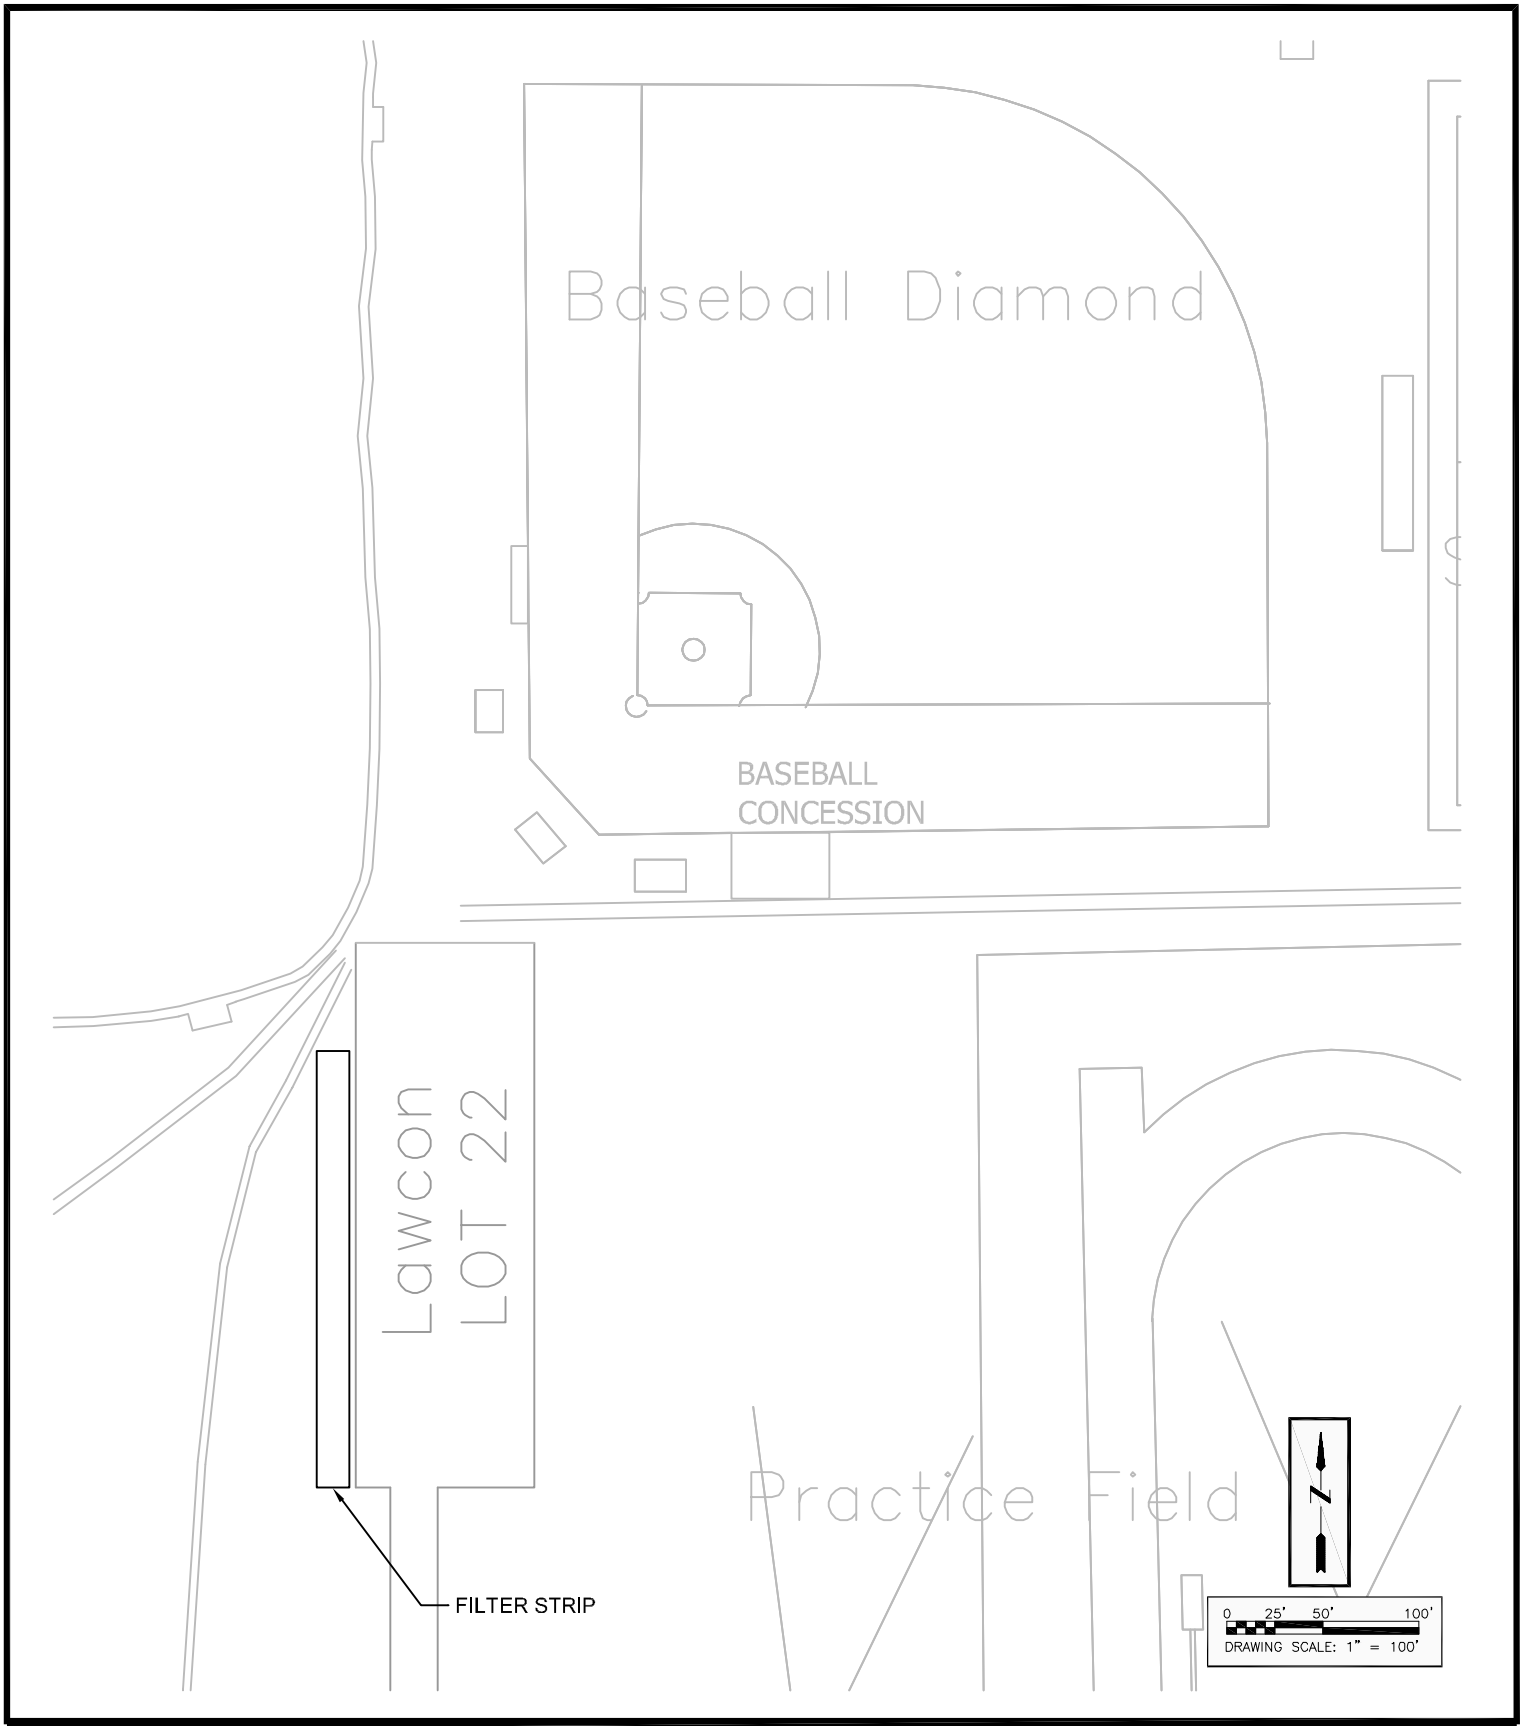 Baseball Diamond
BASEBALL
CONCESSION
Lawcon
LOT 22
Practice Field
FILTER STRIP
N
0 25' 50' 100'
DRAWING SCALE: 1" = 100'